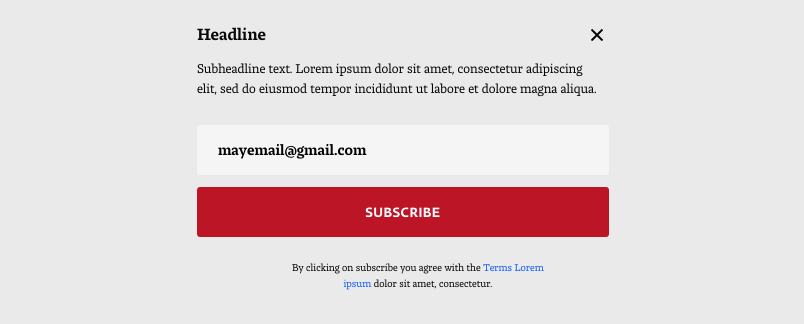 Headline
Subheadline text. Lorem ipsum dolor sit amet, consectetur adipiscing
elit, sed do eiusmod tempor incididunt ut labore et dolore magna aliqua.
mayemail@gmail.com
SUBSCRIBE
By clicking on subscribe you agree with the Terms Lorem
ipsum dolor sit amet, consectetur.